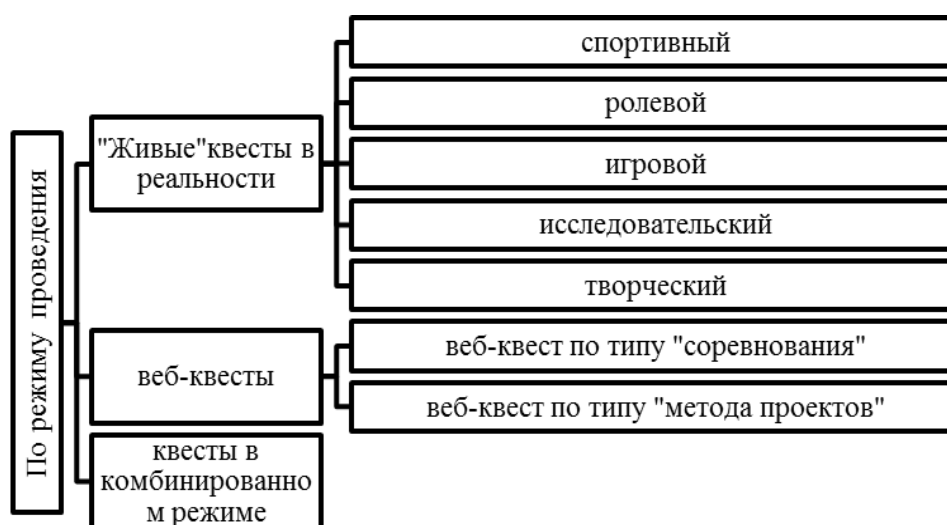 По режиму проведения
"Живые"квесты в
реальности
спортивный
ролевой
игровой
исследовательский
творческий
веб-квесты
веб-квест по типу "соревнования"
веб-квест по типу "метода проектов"
квесты в
комбинированно
м режиме